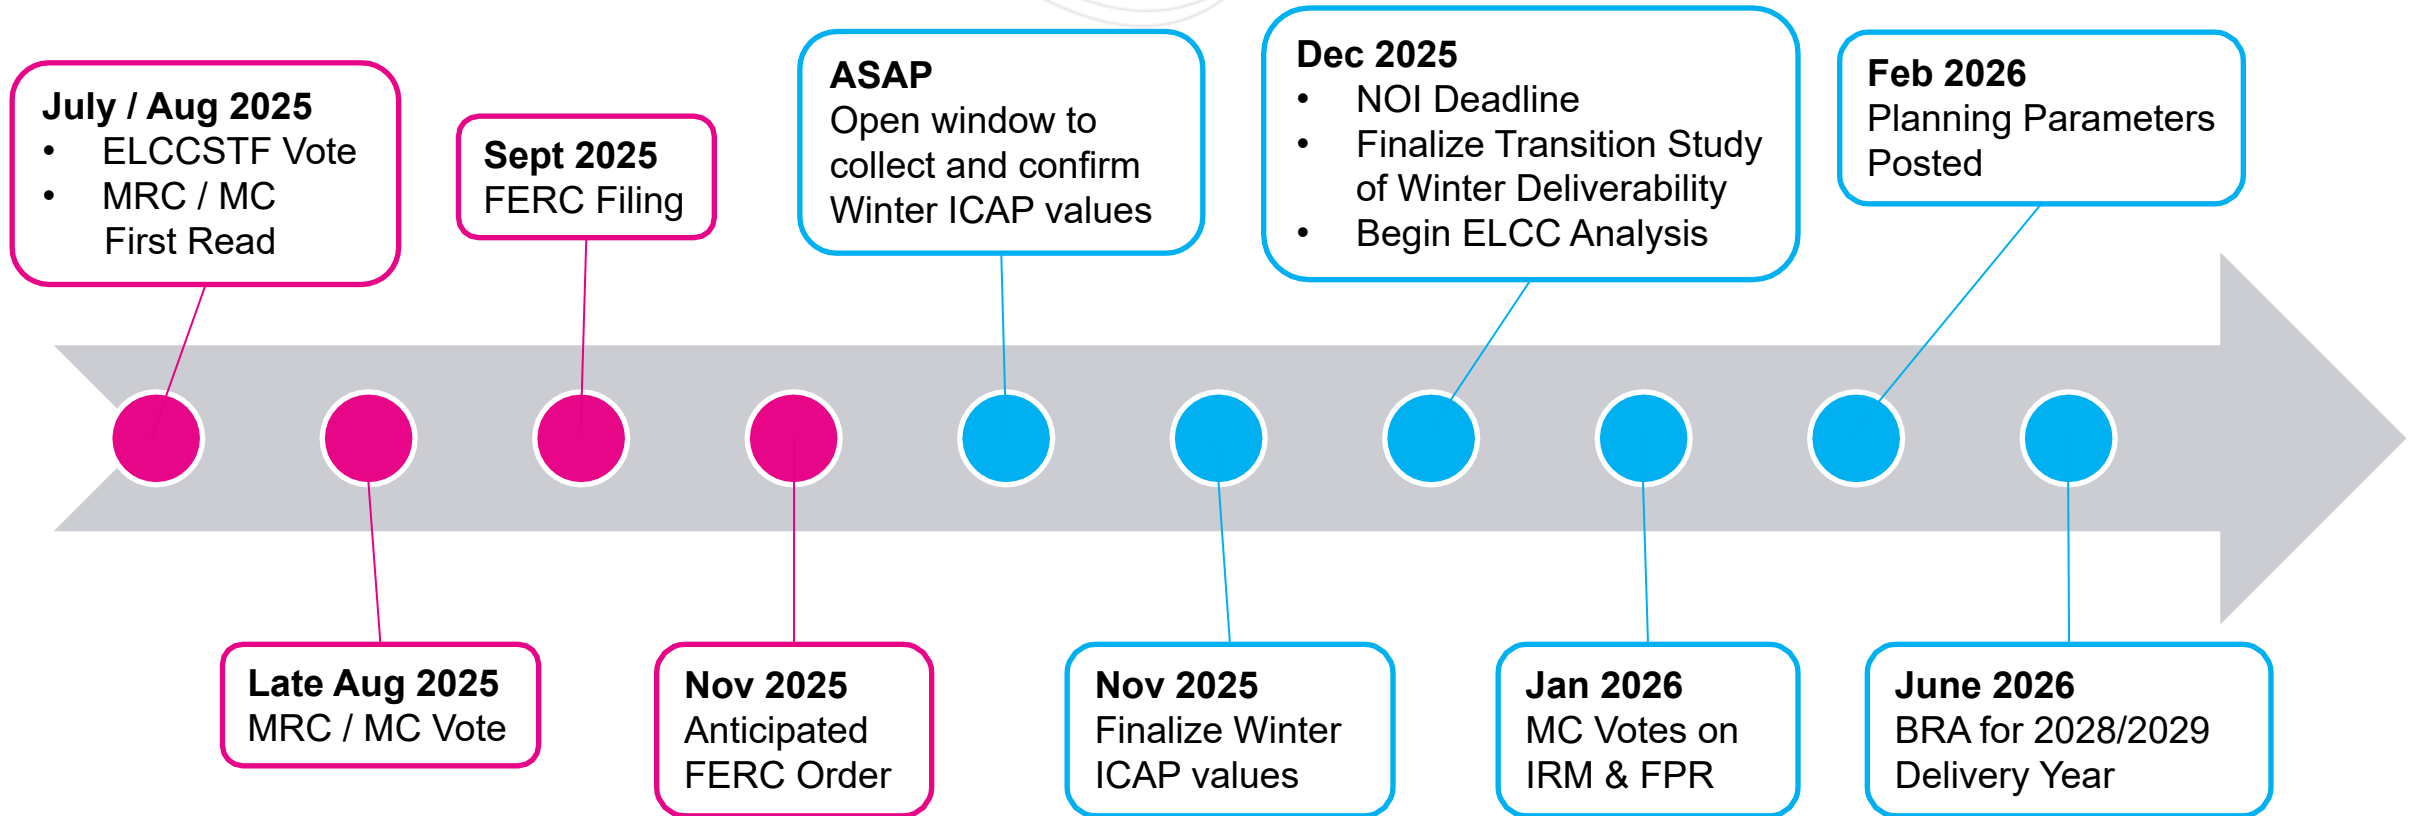 July / Aug 2025
• ELCCSTF Vote
• MRC / MC
First Read
Sept 2025
FERC Filing
ASAP
Open window to
collect and confirm
Winter ICAP values
Dec 2025
• NOI Deadline
• Finalize Transition Study
of Winter Deliverability
• Begin ELCC Analysis
Feb 2026
Planning Parameters
Posted
Late Aug 2025
MRC / MC Vote
Nov 2025
Anticipated
FERC Order
Nov 2025
Finalize Winter
ICAP values
Jan 2026
MC Votes on
IRM & FPR
June 2026
BRA for 2028/2029
Delivery Year